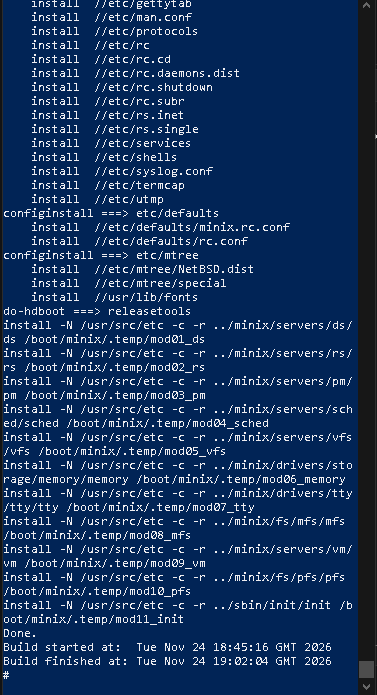 install  //etc/gettytab
install  //etc/man.conf
install  //etc/protocols
install  //etc/rc
install  //etc/rc.cd
install  //etc/rc.daemons.dist
install  //etc/rc.shutdown
install  //etc/rc.subr
install  //etc/rs.inet
install  //etc/rs.single
install  //etc/services
install  //etc/shells
install  //etc/syslog.conf
install  //etc/termcap
install  //etc/utmp
configinstall ===> etc/defaults
install  //etc/defaults/minix.rc.conf
install  //etc/defaults/rc.conf
configinstall ===> etc/mtree
install  //etc/mtree/NetBSD.dist
install  //etc/mtree/special
install  //usr/lib/fonts
do-hdboot ===> releasetools
install -N /usr/src/etc -c -r ../minix/servers/ds/
ds /boot/minix/.temp/mod01_ds
install -N /usr/src/etc -c -r ../minix/servers/rs/
rs /boot/minix/.temp/mod02_rs
install -N /usr/src/etc -c -r ../minix/servers/pm/
pm /boot/minix/.temp/mod03_pm
install -N /usr/src/etc -c -r ../minix/servers/sch
ed/sched /boot/minix/.temp/mod04_sched
install -N /usr/src/etc -c -r ../minix/servers/vfs
/vfs /boot/minix/.temp/mod05_vfs
install -N /usr/src/etc -c -r ../minix/drivers/sto
rage/memory/memory /boot/minix/.temp/mod06_memory
install -N /usr/src/etc -c -r ../minix/drivers/tty
/tty/tty /boot/minix/.temp/mod07_tty
install -N /usr/src/etc -c -r ../minix/fs/mfs/mfs
/boot/minix/.temp/mod08_mfs
install -N /usr/src/etc -c -r ../minix/servers/vm/
vm /boot/minix/.temp/mod09_vm
install -N /usr/src/etc -c -r ../minix/fs/pfs/pfs
/boot/minix/.temp/mod10_pfs
install -N /usr/src/etc -c -r ../sbin/init/init /b
oot/minix/.temp/mod11_init
Done.
Build started at:  Tue Nov 24 18:45:16 GMT 2026
Build finished at: Tue Nov 24 19:02:04 GMT 2026
#